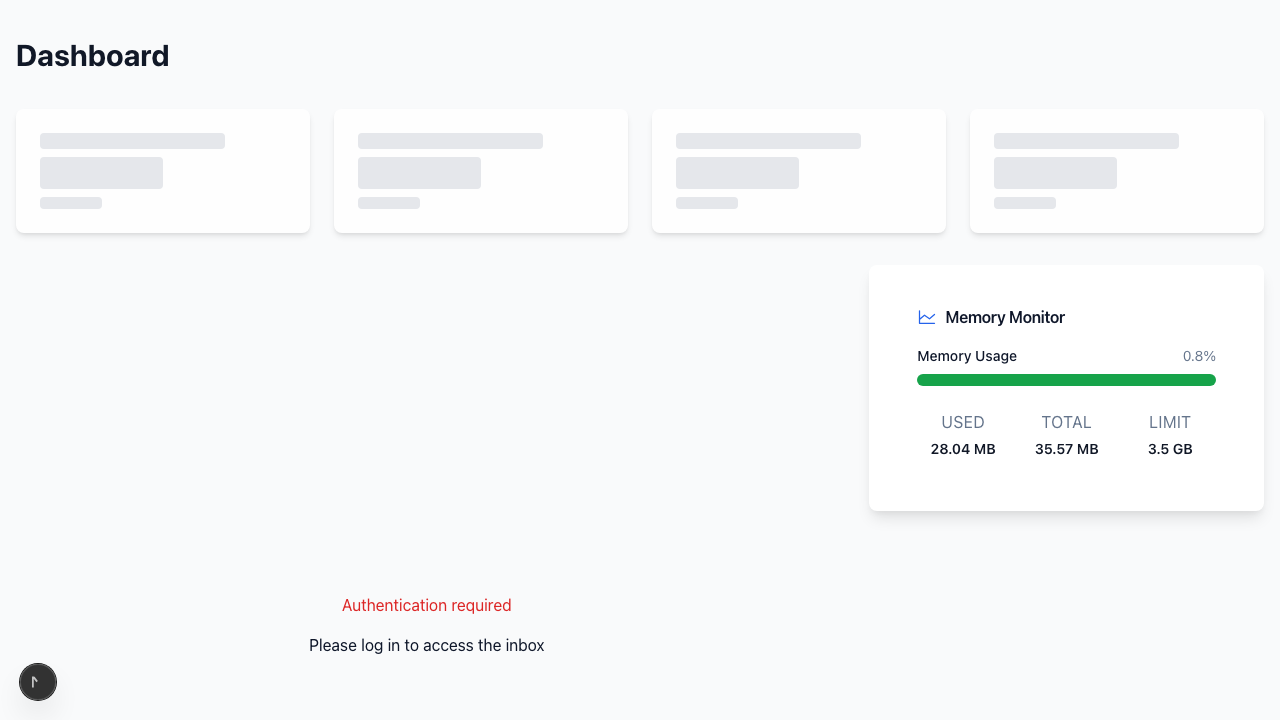 Dashboard
Memory Monitor
Memory Usage 0.8%
USED TOTAL LIMIT
28.04 MB 35.57 MB 3.5 GB
Authentication required
Please log in to access the inbox